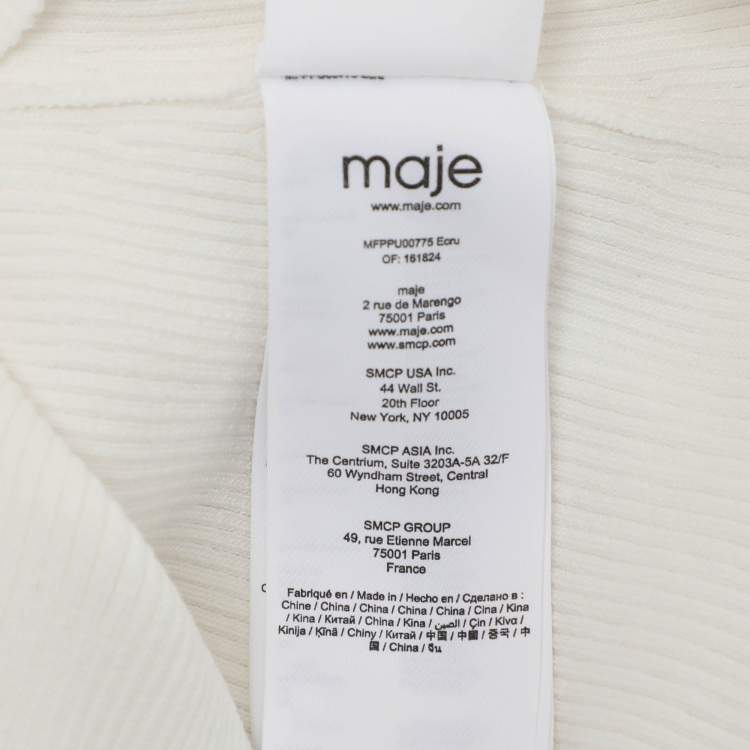 maje
www.maje.com
MFPPU00775 Ecru
OF: 161824
maje
2 rue de Marengo
75001 Paris
www.maje.com
www.smcp.com
SMCP USA Inc.
44 Wall St.
20th Floor
New York, NY 10005
SMCP ASIA Inc.
The Centrium, Suite 3203A-5A 32/F
60 Wyndham Street, Central
Hong Kong
SMCP GROUP
49, rue Etienne Marcel
75001 Paris
France
Fabriqué en / Made in / Hecho en / Сделано в :
Chine / China / China / China / China / Cina / Kina
/ Kina / Китай / China / Kina / الصين / Çin / Kiva /
Kinija / Ķīnā / Chiny / Китай / 中国 / 中國 / 중국 / 中
国 / China / จีน